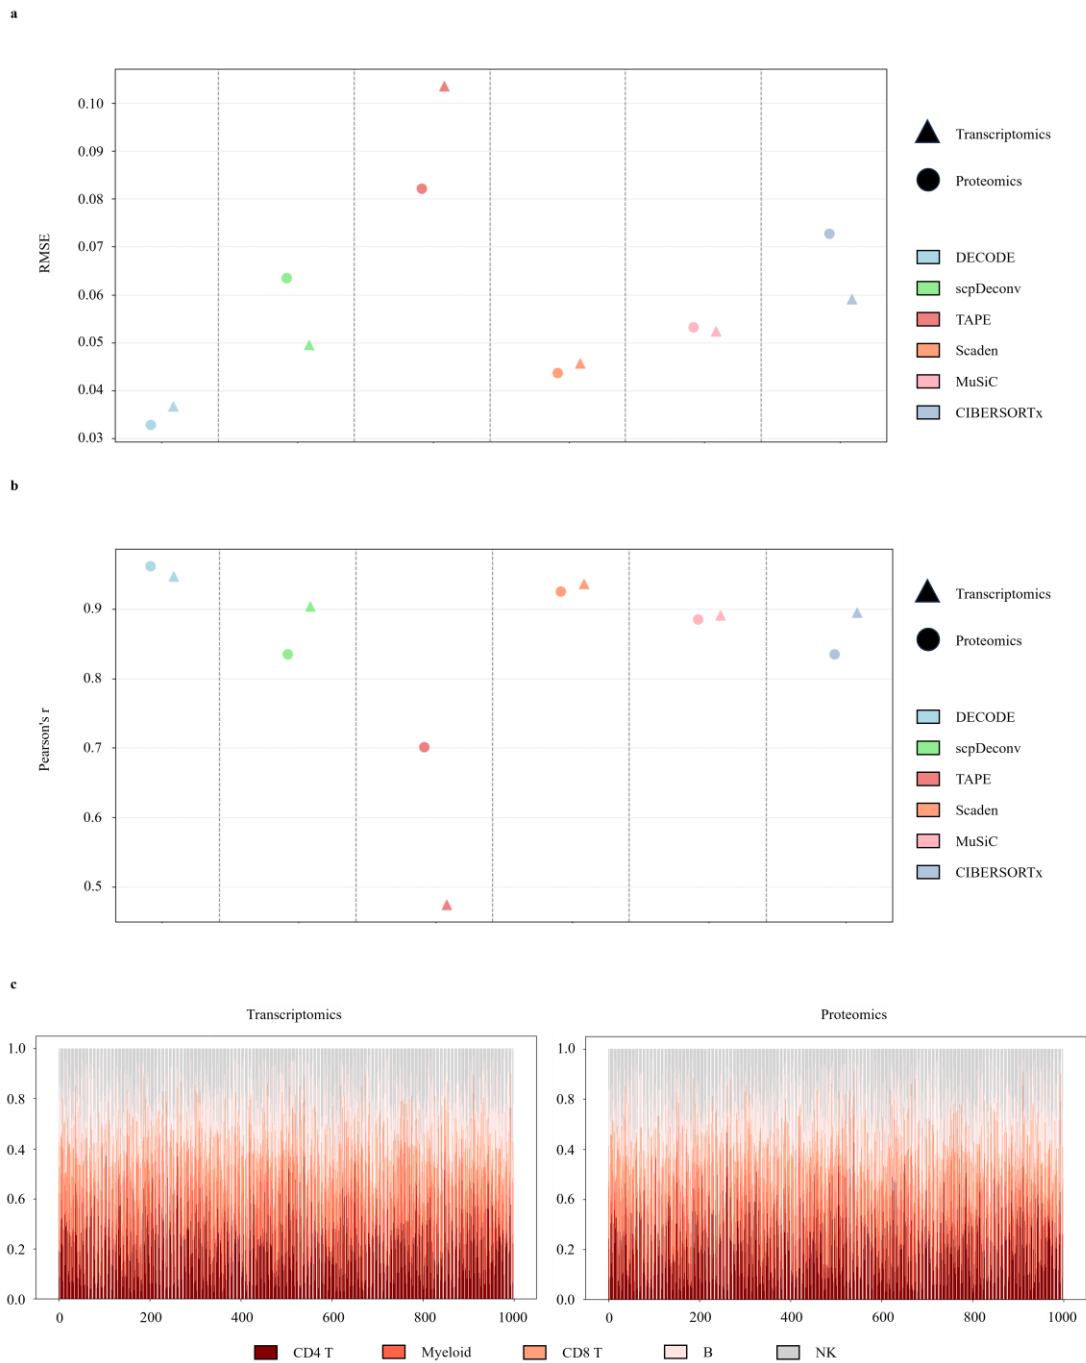 a
0.10
0.09
0.08
0.07
0.06
0.05
0.04
0.03
RMSE
Transcriptomics
Proteomics
DECODE
scpDeconv
TAPE
Scaden
MuSiC
CIBERSORTx
b
0.9
0.8
0.7
0.6
0.5
Pearson's r
Transcriptomics
Proteomics
DECODE
scpDeconv
TAPE
Scaden
MuSiC
CIBERSORTx
c
Transcriptomics
1.0
0.8
0.4
0.6
0.2
0.0
0 200 400 600 800 1000
Proteomics
1.0
0.8
0.4
0.6
0.2
0.0
0 200 400 600 800 1000
CD4 T Myeloid CD8 T B NK